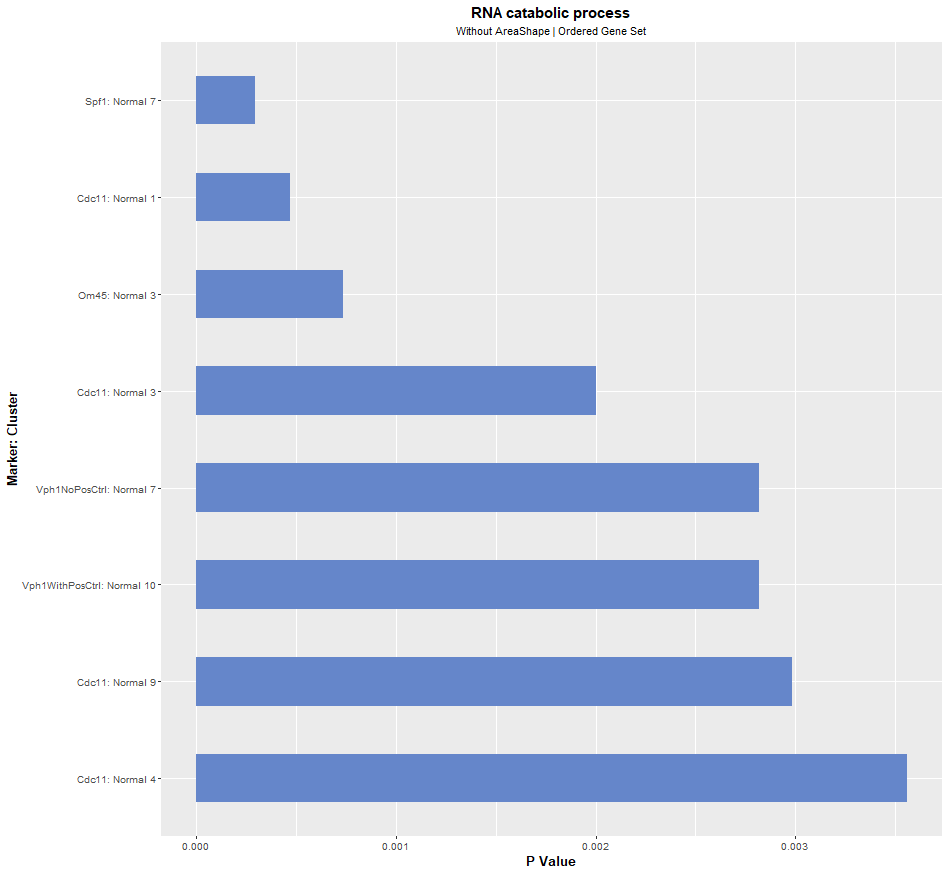 RNA catabolic process
Without AreaShape | Ordered Gene Set
Marker: Cluster
Spf1: Normal 7
Cdc11: Normal 1
Om45: Normal 3
Cdc11: Normal 3
Vph1NoPosCtrl: Normal 7
Vph1WithPosCtrl: Normal 10
Cdc11: Normal 9
Cdc11: Normal 4
0.000 0.001 0.002 0.003
P Value